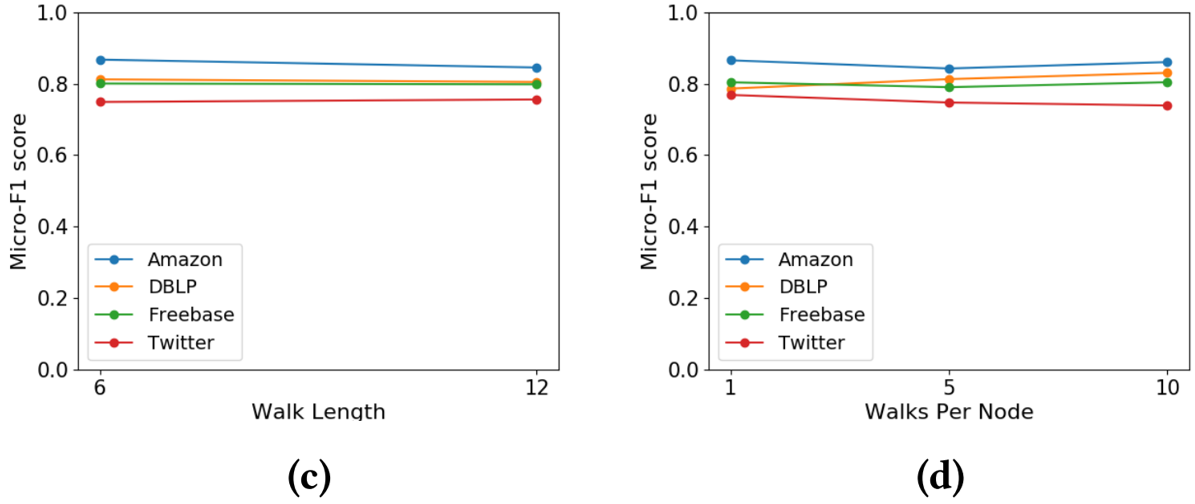 1.0
0.8
0.6
0.4
0.2
0.0
Micro-F1 score
Amazon
DBLP
Freebase
Twitter
6
12
Walk Length
(c)
1.0
0.8
0.6
0.4
0.2
0.0
Micro-F1 score
Amazon
DBLP
Freebase
Twitter
1
5
10
Walks Per Node
(d)